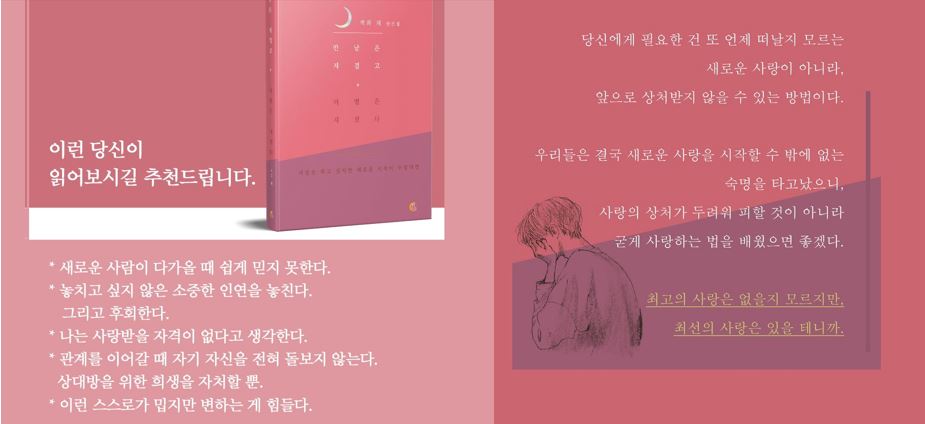 반 낮은
지 겹 고
이 별 은
이런 당신이
읽어보시길 추천드립니다.
* 새로운 사람이 다가올 때 쉽게 믿지 못한다.
* 놓치고 싶지 않은 소중한 인연을 놓친다.
그리고 후회한다.
* 나는 사랑받을 자격이 없다고 생각한다.
* 관계를 이어갈 때 자기 자신을 전혀 돌보지 않는다.
상대방을 위한 희생을 자처할 뿐.
* 이런 스스로가 밉지만 변하는 게 힘들다.
당신에게 필요한 건 또 언제 떠날지 모르는
새로운 사랑이 아니라,
앞으로 상처받지 않을 수 있는 방법이다.
우리들은 결국 새로운 사랑을 시작할 수 밖에 없는
숙명을 타고났으니,
사랑의 상처가 두려워 피할 것이 아니라
굳게 사랑하는 법을 배웠으면 좋겠다.
최고의 사랑은 없을지 모르지만,
최선의 사랑은 있을 테니까.